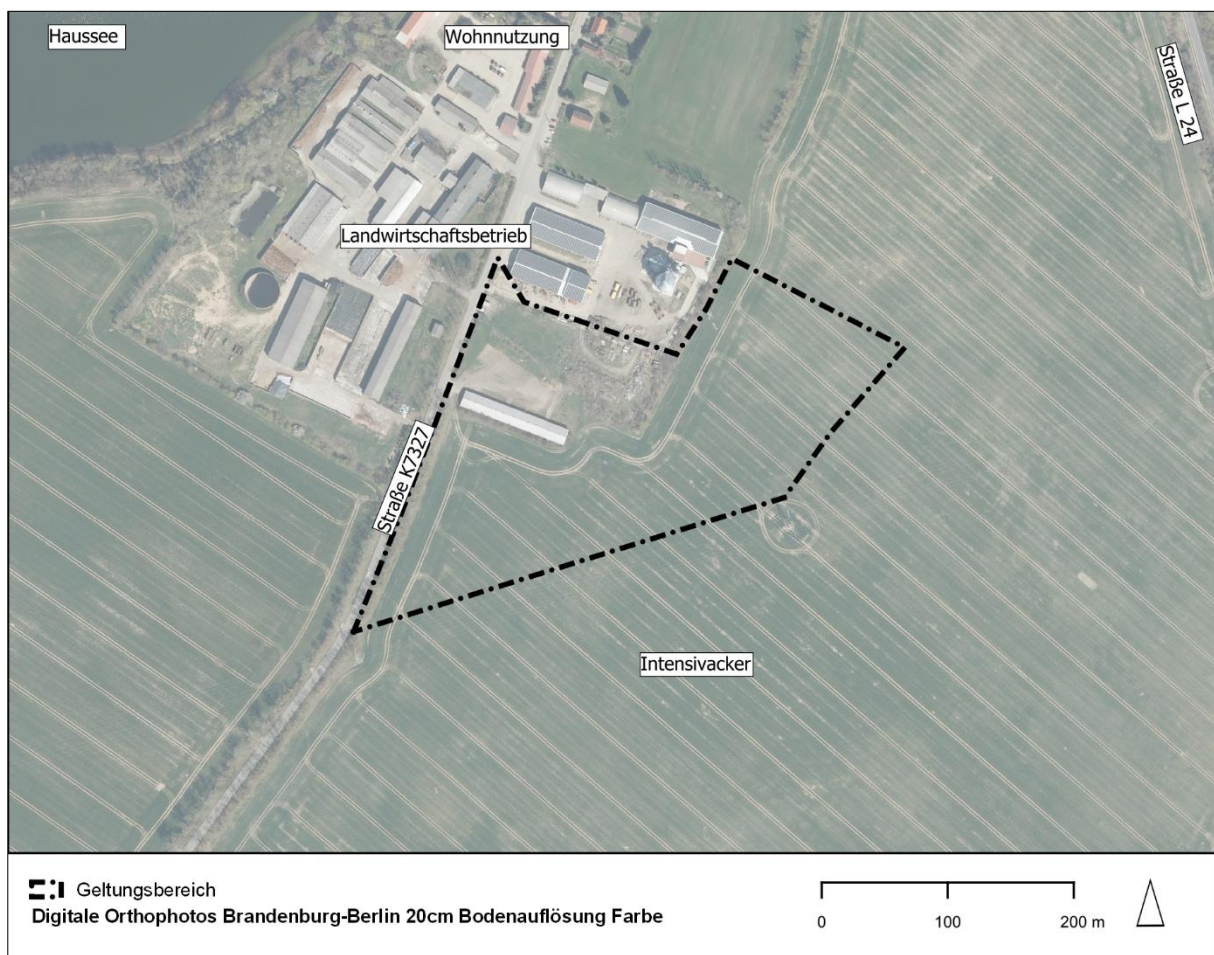 Haussee
Wohnnutzung
Straße L 24
Landwirtschaftsbetrieb
Straße K7327
Intensivacker
Geltungsbereich
Digitale Orthophotos Brandenburg-Berlin 20cm Bodenauflösung Farbe
0 100 200 m